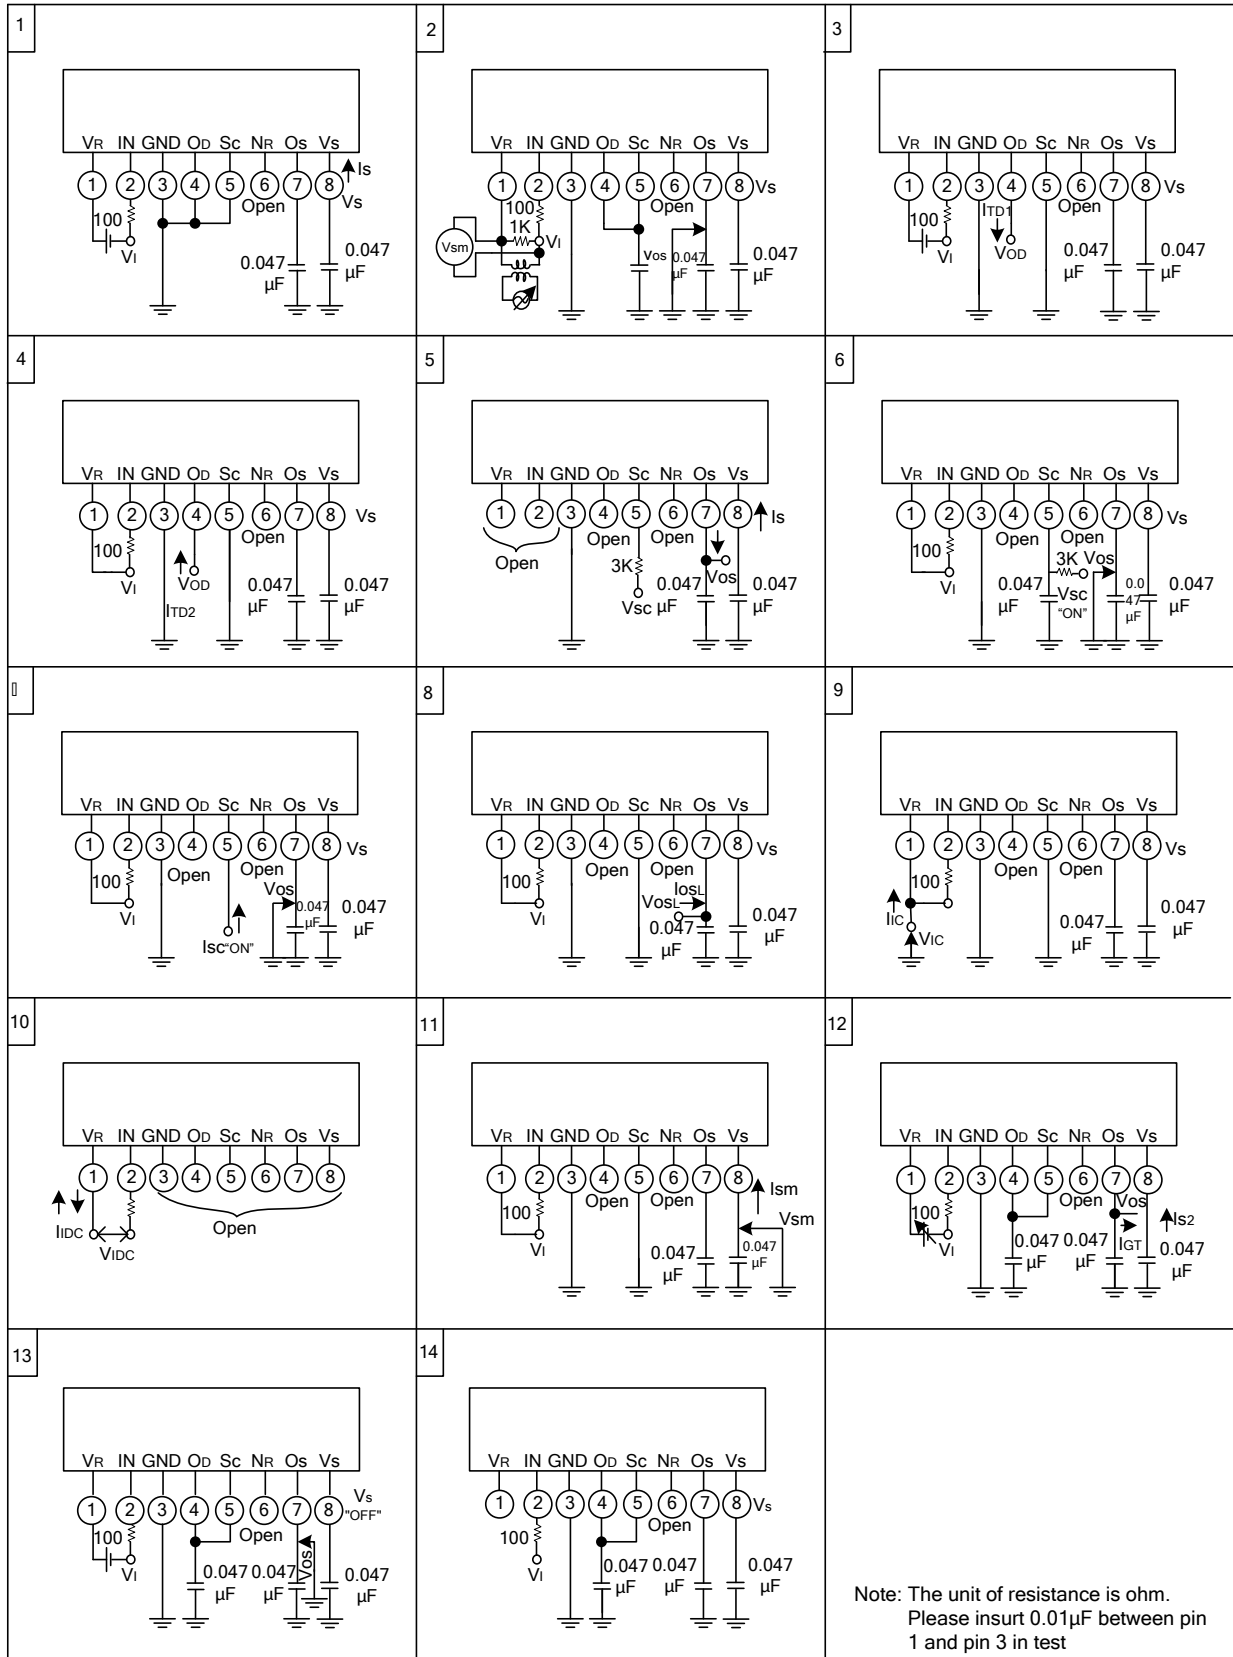 1
VR IN GND OD Sc NR Os Vs
1 2 3 4 5 6 7 8 Is
Open Vs
100
VI
0.047 0.047
µF µF
2
VR IN GND OD Sc NR Os Vs
1 2 3 4 5 6 7 8 Vs
100 Open
1K
Vsm VI
Vos 0.047 0.047
µF µF
3
VR IN GND OD Sc NR Os Vs
1 2 3 4 5 6 7 8 Vs
ITD1 Open
100
VI VOD
0.047 0.047
µF µF
4
VR IN GND OD Sc NR Os Vs
1 2 3 4 5 6 7 8 Vs
100 Open
VI VOD
0.047 0.047
ITD2 µF µF
5
VR IN GND OD Sc NR Os Vs
1 2 3 4 5 6 7 8 Is
Open Open Open
3K Vos
Vsc 0.047 0.047
µF µF
6
VR IN GND OD Sc NR Os Vs
1 2 3 4 5 6 7 8 Vs
Open Open
100 3K Vos
VI 0.047 Vsc 0.0 0.047
µF "ON" 47 µF
µF
VR IN GND OD Sc NR Os Vs
1 2 3 4 5 6 7 8 Vs
Open Open
100 Vos
VI 0.047 0.047
µF µF
Isc"ON"
8
VR IN GND OD Sc NR Os Vs
1 2 3 4 5 6 7 8 Vs
Open Open
100 IosL
VI VosL
0.047 0.047
µF µF
9
VR IN GND OD Sc NR Os Vs
1 2 3 4 5 6 7 8 Vs
Open Open
100
IIC
VIC
0.047 0.047
µF µF
10
VR IN GND OD Sc NR Os Vs
1 2 3 4 5 6 7 8
IIDC Open
VIDC
11
VR IN GND OD Sc NR Os Vs
1 2 3 4 5 6 7 8 Ism
Open Open
100 Vsm
VI
0.047 0.047
µF µF
12
VR IN GND OD Sc NR Os Vs
1 2 3 4 5 6 7 8
Open Vos
100 Is2
VI 0.047 0.047 IGT 0.047
µF µF µF
13
VR IN GND OD Sc NR Os Vs
1 2 3 4 5 6 7 8 Vs
"OFF"
100 Open
VI Vos
0.047 0.047 0.047
µF µF µF
14
VR IN GND OD Sc NR Os Vs
1 2 3 4 5 6 7 8 Vs
Open
100
VI 0.047 0.047 0.047
µF µF µF
Note: The unit of resistance is ohm.
Please insurt 0.01µF between pin
1 and pin 3 in test